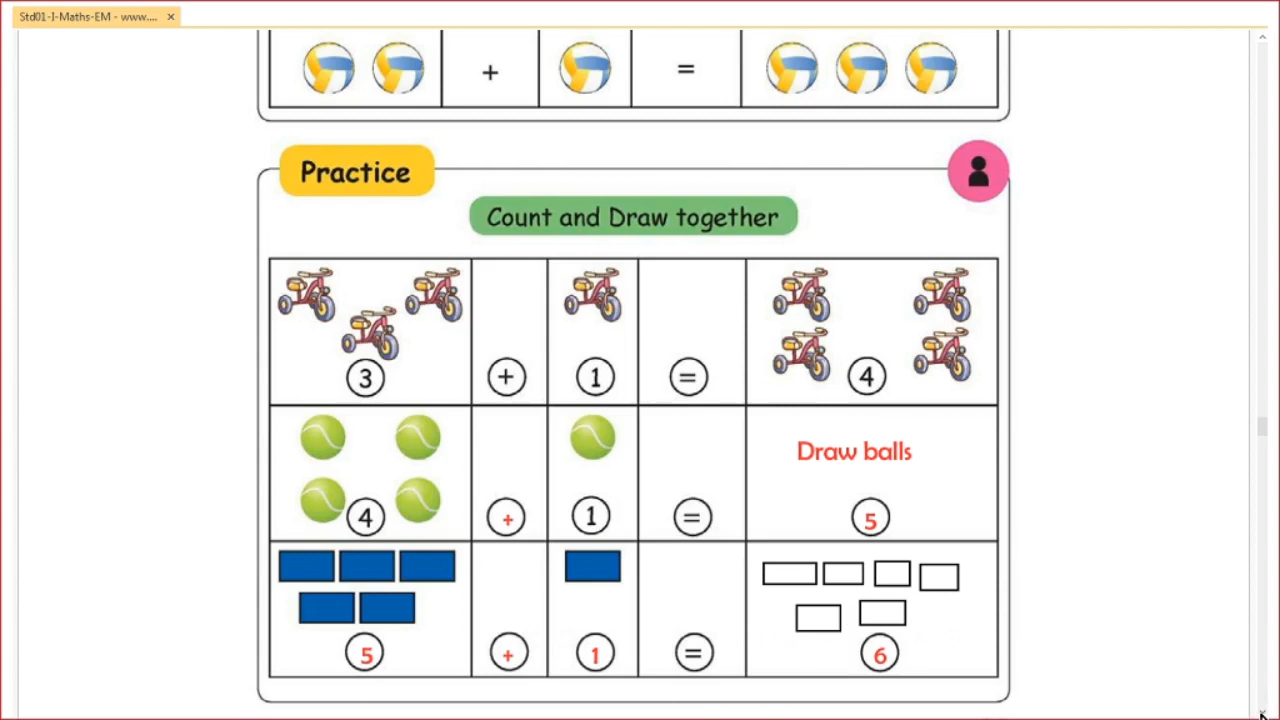 Std01-I-Maths-EM - www....
+ =
Practice
Count and Draw together
3 + 1 = 4
Draw balls
4 + 1 = 5
5 + 1 = 6